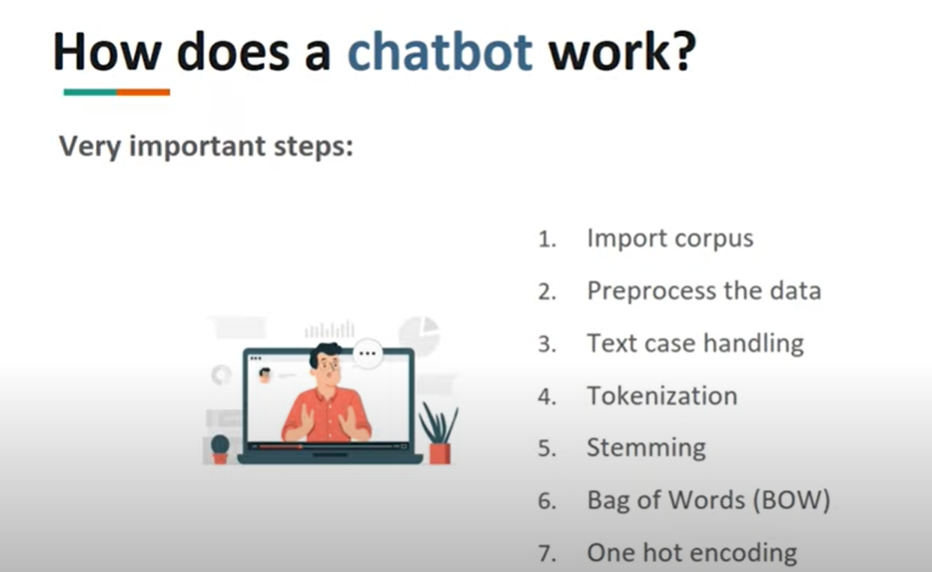 How does a chatbot work?
Very important steps:
1. Import corpus
2. Preprocess the data
3. Text case handling
4. Tokenization
5. Stemming
6. Bag of Words (BOW)
7. One hot encoding